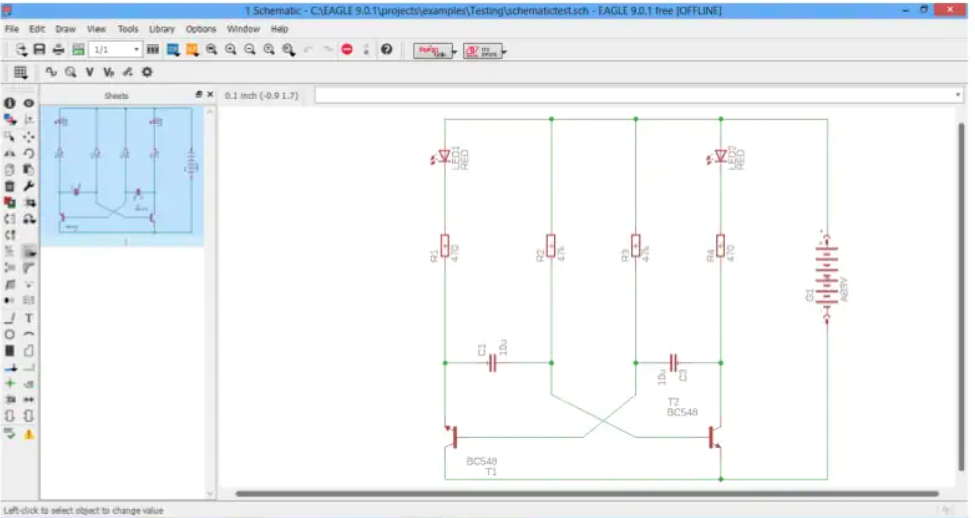 1 Schematic - C:\EAGLE 9.0.1\projects\examples\Testing\schematictest.sch - EAGLE 9.0.1 free [OFFLINE]
File Edit Draw View Tools Library Options Window Help
1/1
Sheets
0.1 inch (-0.9 1.7)
LED1
RED
LED2
RED
R1
470
R2
47k
R3
47k
R4
470
G1
AB9V
C1
10u
10u
C3
T2
BC548
BC548
T1
Left-click to select object to change value